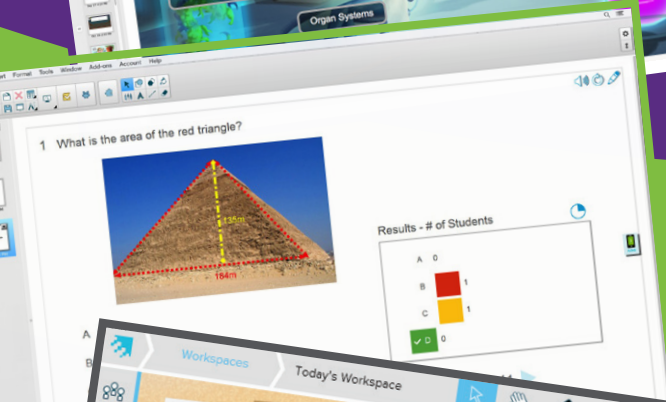 Organ Systems
Format Tools Window Add-ons Account Help
1 What is the area of the red triangle?
135m
184m
Results - # of Students
A 0
B 1
C 1
D 0
A
B
Workspaces
Today's Workspace